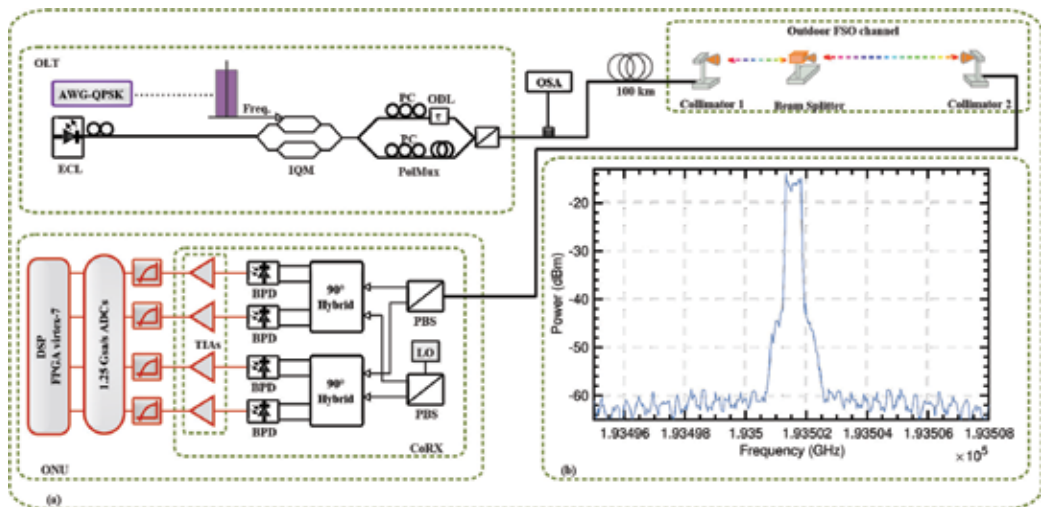 OLT
AWG-QPSK
Freq.
ECL
IQM
PC
ODL
τ
PC
PolMux
OSA
100 km
Outdoor FSO channel
Collimator 1
Beam Splitter
Collimator 2
DSP
FPGA virtex-7
1.25 Gsa/s ADCs
TIAs
BPD
BPD
BPD
BPD
90°
Hybrid
90°
Hybrid
PBS
LO
PBS
CoRX
ONU
(a)
Power (dBm)
-20
-30
-40
-50
-60
1.93496
1.93498
1.935
1.93502
1.93504
1.93506
1.93508
Frequency (GHz)
×10⁵
(b)